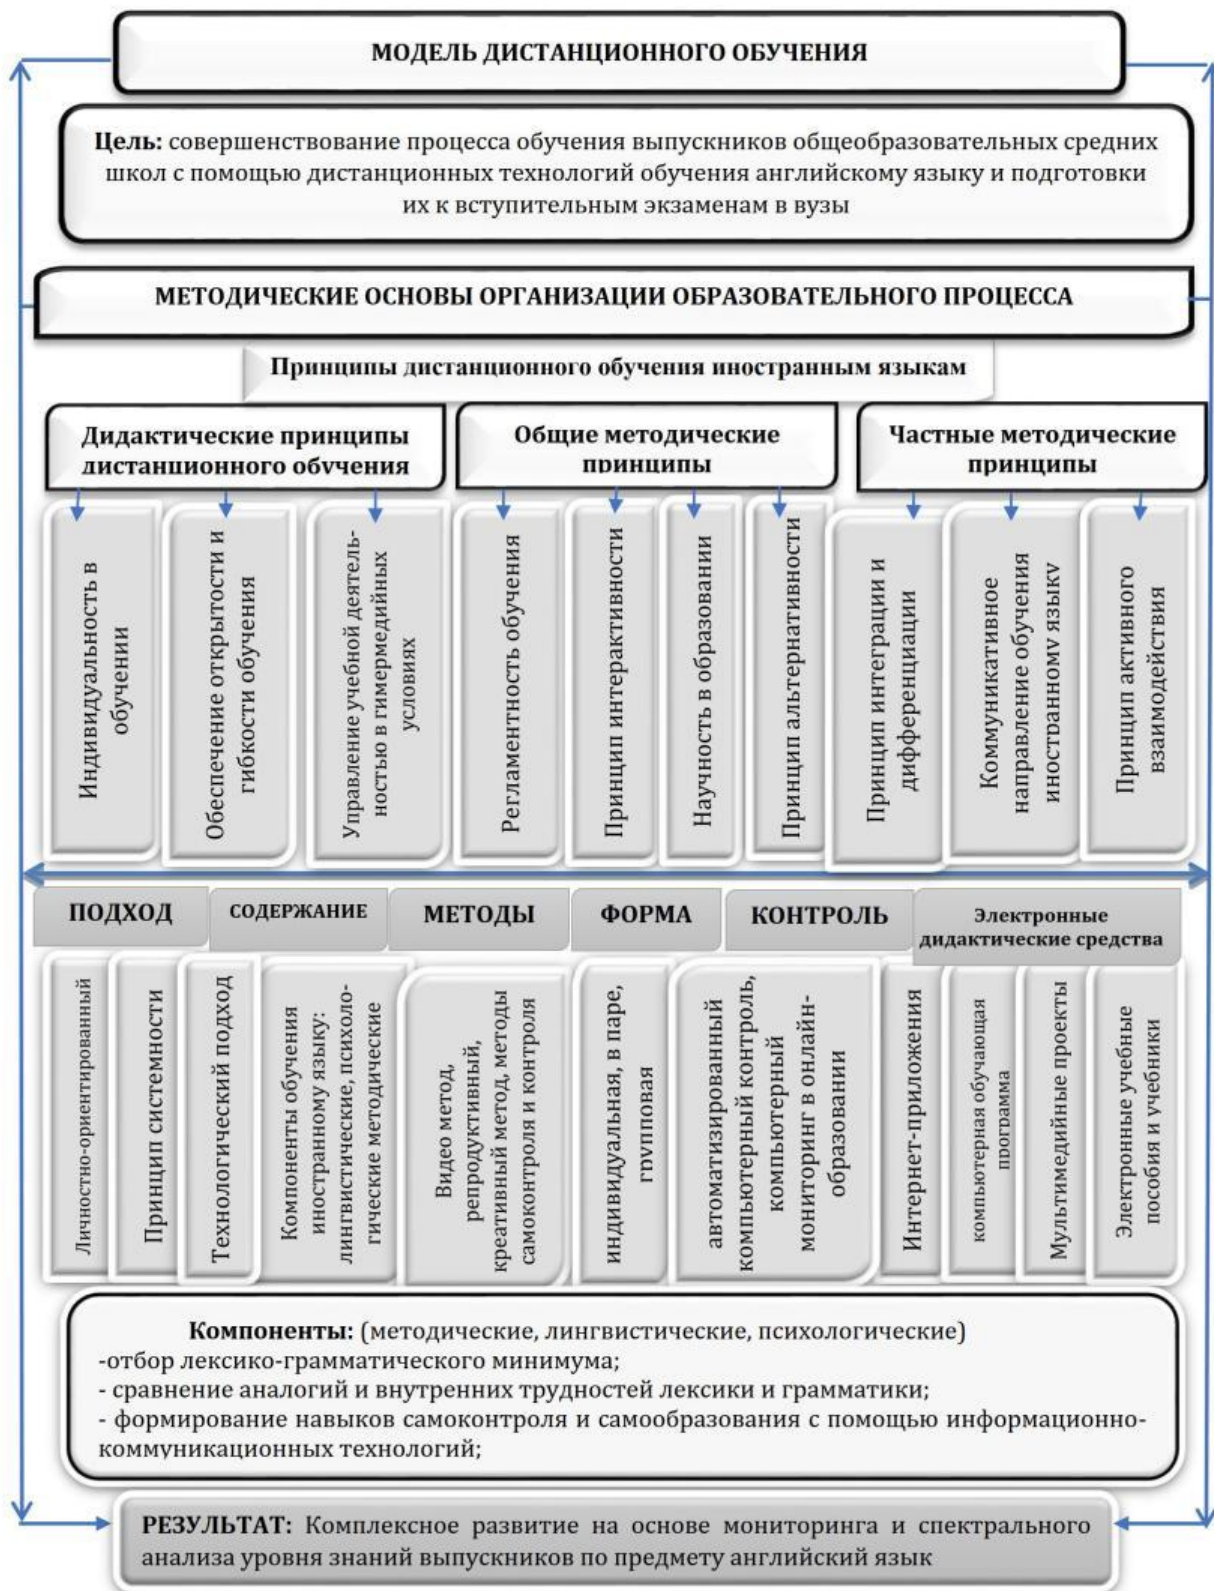 МОДЕЛЬ ДИСТАНЦИОННОГО ОБУЧЕНИЯ
Цель: совершенствование процесса обучения выпускников общеобразовательных средних
школ с помощью дистанционных технологий обучения английскому языку и подготовки
их к вступительным экзаменам в вузы
МЕТОДИЧЕСКИЕ ОСНОВЫ ОРГАНИЗАЦИИ ОБРАЗОВАТЕЛЬНОГО ПРОЦЕССА
Принципы дистанционного обучения иностранным языкам
Дидактические принципы
дистанционного обучения
Общие методические
принципы
Частные методические
принципы
Индивидуальность в
обучении
Обеспечение открытости и
гибкости обучения
Управление учебной деятель-
ностью в гимермедийных
условиях
Регламентность обучения
Принцип интерактивности
Научность в образовании
Принцип альтернативности
Принцип интеграции и
дифференциации
Коммуникативное
направление обучения
иностранному языку
Принцип активного
взаимодействия
ПОДХОД
СОДЕРЖАНИЕ
МЕТОДЫ
ФОРМА
КОНТРОЛЬ
Электронные
дидактические средства
Личностно-ориентированный
Принцип системности
Технологический подход
Компоненты обучения
иностранному языку:
лингвистические, психоло-
гические методические
Видео метод,
репродуктивный,
креативный метод, методы
самоконтроля и контроля
индивидуальная, в паре,
групповая
автоматизированный
компьютерный контроль,
компьютерный
мониторинг в онлайн-
образовании
Интернет-приложения
компьютерная обучающая
программа
Мультимедийные проекты
Электронные учебные
пособия и учебники
Компоненты: (методические, лингвистические, психологические)
-отбор лексико-грамматического минимума;
- сравнение аналогий и внутренних трудностей лексики и грамматики;
- формирование навыков самоконтроля и самообразования с помощью информационно-
коммуникационных технологий;
РЕЗУЛЬТАТ: Комплексное развитие на основе мониторинга и спектрального
анализа уровня знаний выпускников по предмету английский язык